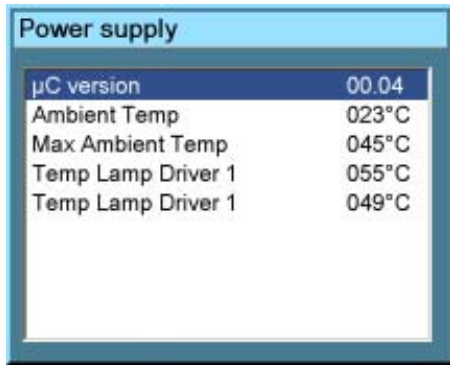 Power supply
µC version 00.04
Ambient Temp 023°C
Max Ambient Temp 045°C
Temp Lamp Driver 1 055°C
Temp Lamp Driver 1 049°C